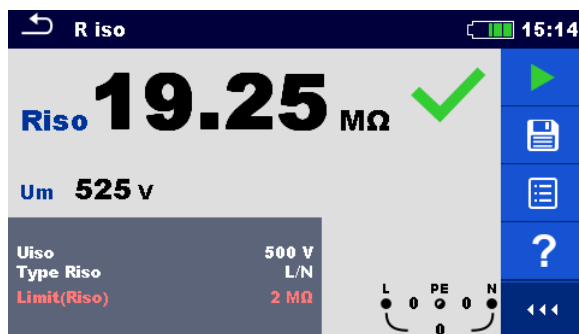 R iso 15:14
Riso 19.25 MΩ
Um 525 V
Uiso 500 V
Type Riso L/N
Limit(Riso) 2 MΩ
?
L PE N
0 0
0